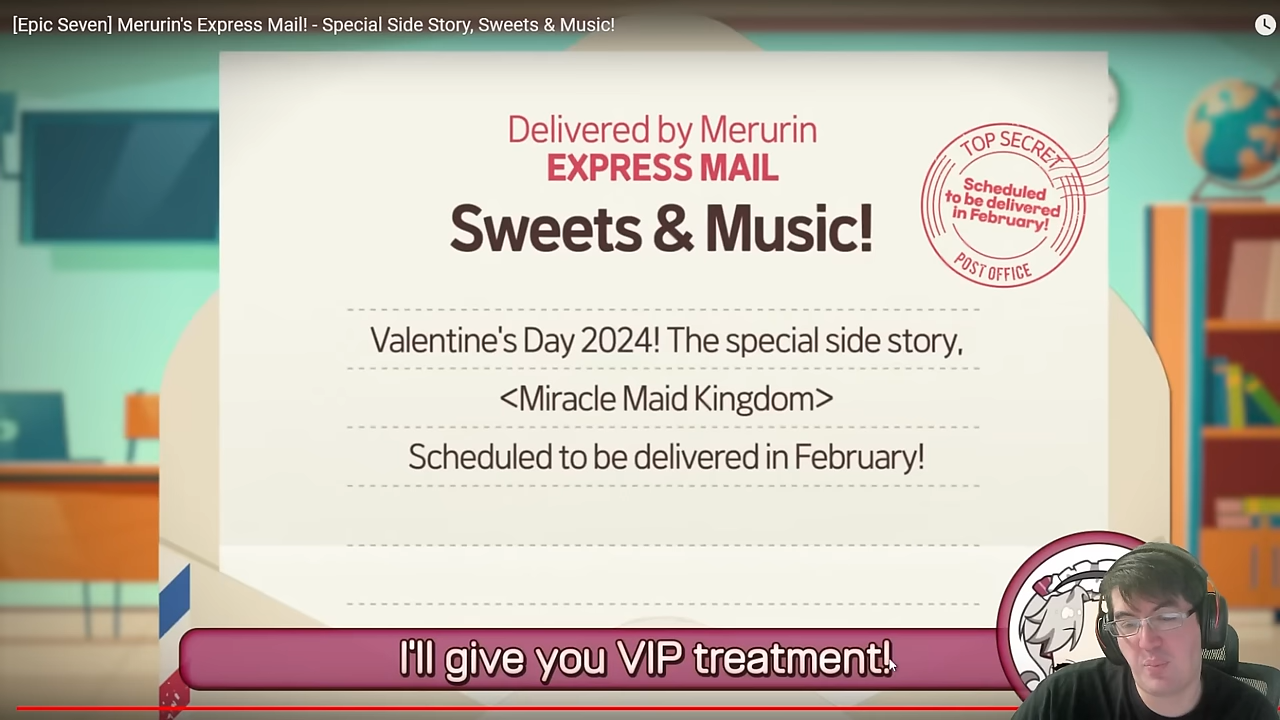 [Epic Seven] Merurin's Express Mail! - Special Side Story, Sweets & Music!
Delivered by Merurin
EXPRESS MAIL
Sweets & Music!
TOP SECRET
Scheduled
to be delivered
in February!
POST OFFICE
Valentine's Day 2024! The special side story,
<Miracle Maid Kingdom>
Scheduled to be delivered in February!
I'll give you VIP treatment!